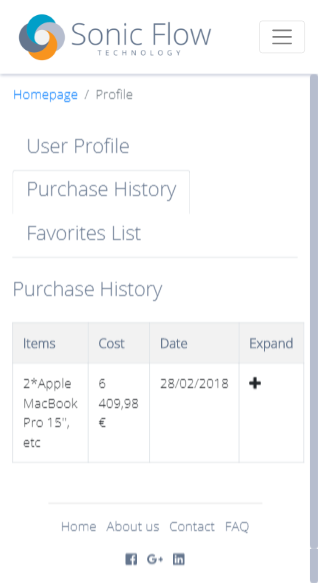 Sonic Flow
TECHNOLOGY
Homepage / Profile
User Profile
Purchase History
Favorites List
Purchase History
Items Cost Date Expand
2*Apple 6 28/02/2018
MacBook 409,98
Pro 15", €
etc
Home About us Contact FAQ